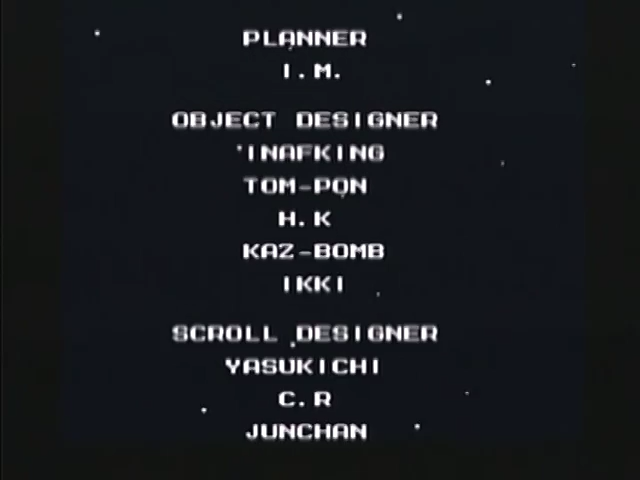 PLANNER
I.M.
OBJECT DESIGNER
INAFKING
TOM-PON
H.K
KAZ-BOMB
IKKI
SCROLL DESIGNER
YASUKICHI
C.R
JUNCHAN